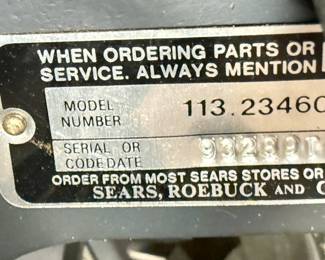 WHEN ORDERING PARTS OR
SERVICE. ALWAYS MENTION
MODEL NUMBER 113.23460
SERIAL OR CODE DATE 93289T
ORDER FROM MOST SEARS STORES OR
SEARS, ROEBUCK AND C